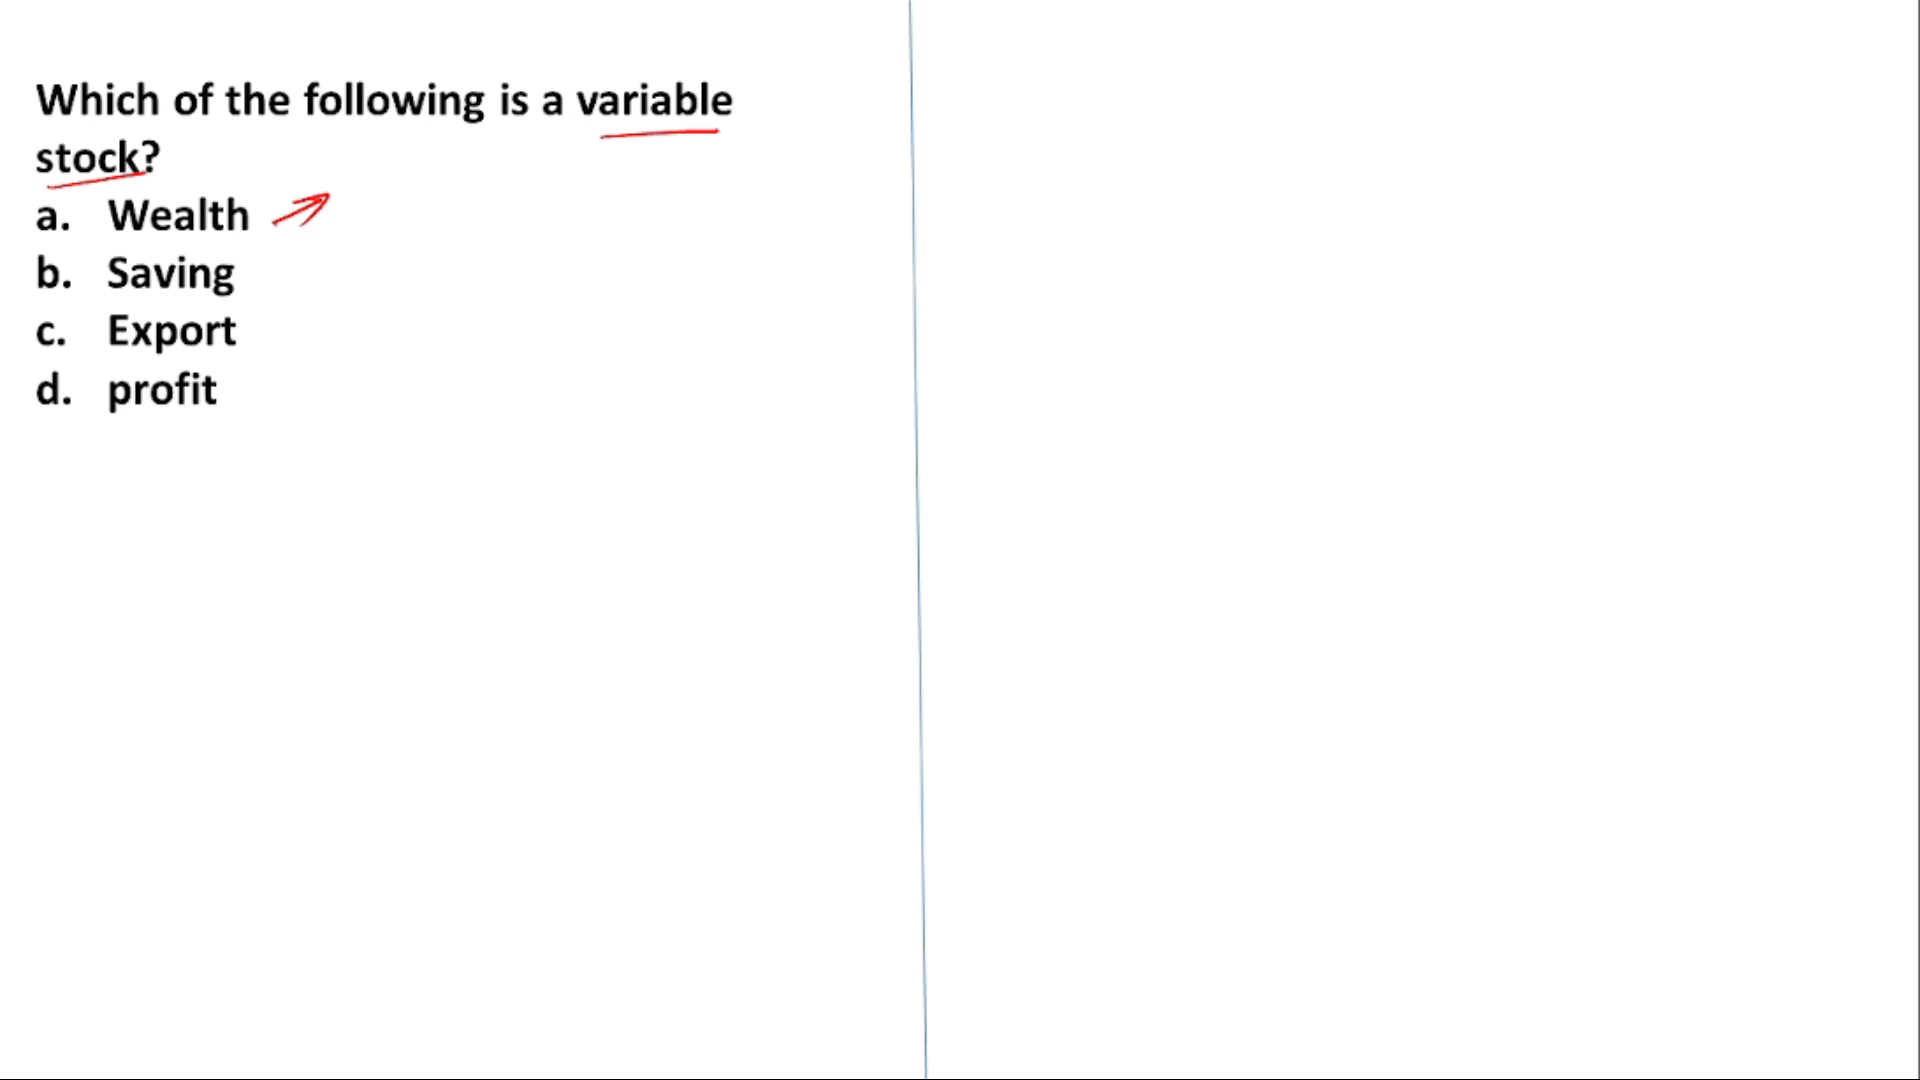 Which of the following is a variable
stock?
a. Wealth
b. Saving
c. Export
d. profit